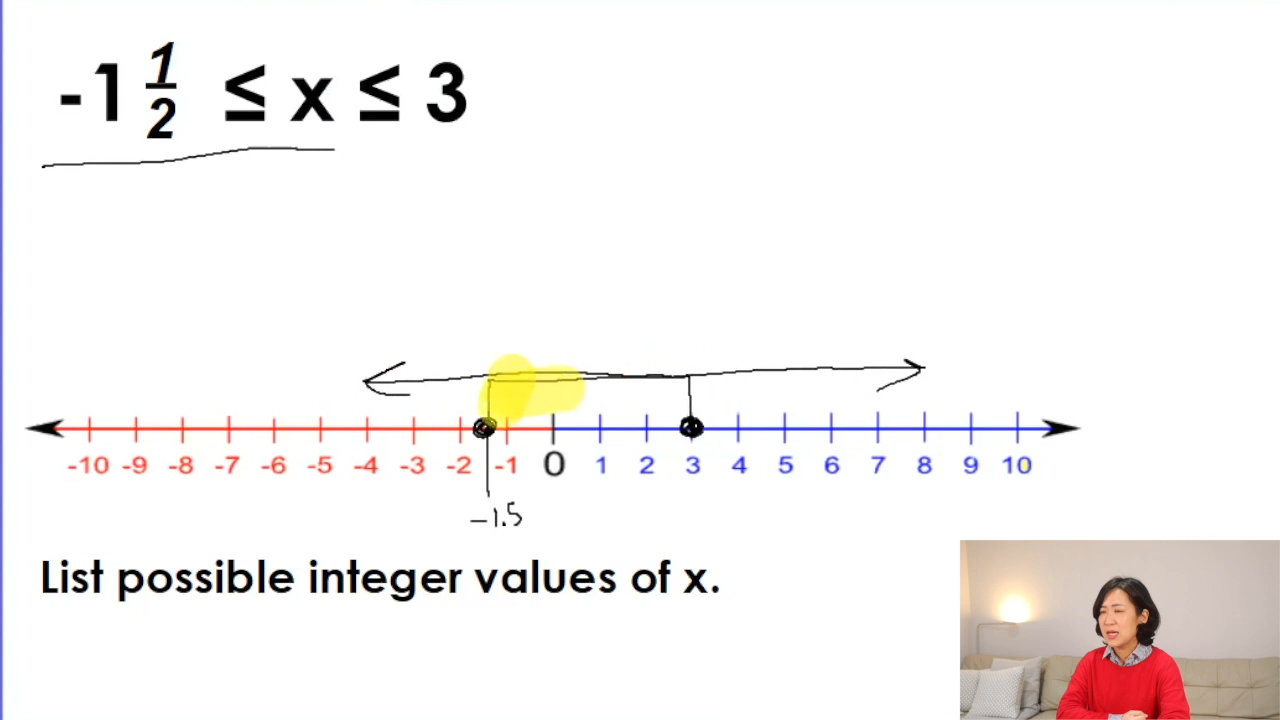 -1 1/2 ≤ x ≤ 3
-10 -9 -8 -7 -6 -5 -4 -3 -2 -1 0 1 2 3 4 5 6 7 8 9 10
-1.5
List possible integer values of x.